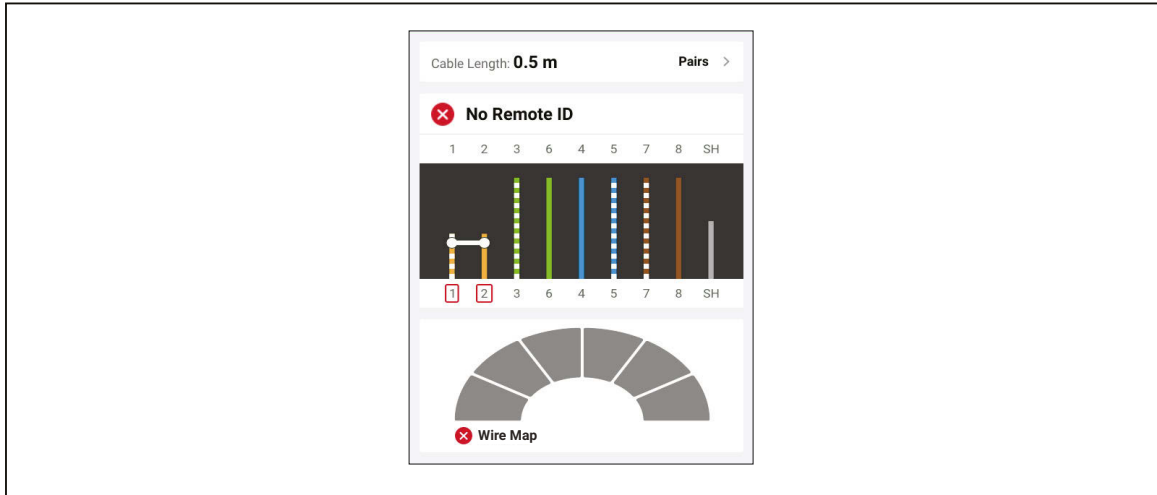 Cable Length: 0.5 m Pairs >
No Remote ID
1 2 3 6 4 5 7 8 SH
1 2 3 6 4 5 7 8 SH
Wire Map